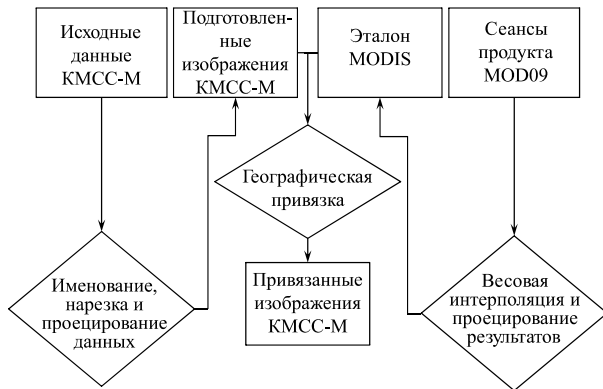 Исходные
данные
КМСС-М
Подготовлен-
ные
изображения
КМСС-М
Эталон
MODIS
Сеансы
продукта
MOD09
Географическая
привязка
Именование,
нарезка и
проецирование
данных
Привязанные
изображения
КМСС-М
Весовая
интерполяция и
проецирование
результатов